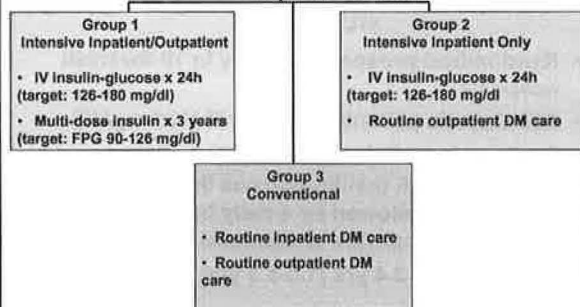 Group 1
Intensive Inpatient/Outpatient
• IV insulin-glucose x 24h
(target: 126-180 mg/dl)
• Multi-dose insulin x 3 years
(target: FPG 90-126 mg/dl)
Group 2
Intensive Inpatient Only
• IV insulin-glucose x 24h
(target: 126-180 mg/dl
• Routine outpatient DM care
Group 3
Conventional
• Routine inpatient DM care
• Routine outpatient DM
care